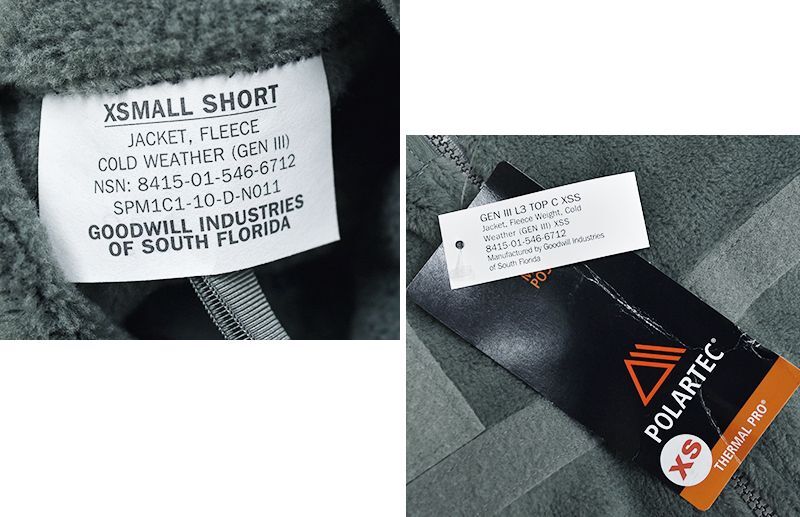 XSMALL SHORT
JACKET, FLEECE
COLD WEATHER (GEN III)
NSN: 8415-01-546-6712
SPM1C1-10-D-N011
GOODWILL INDUSTRIES
OF SOUTH FLORIDA
GEN III L3 TOP C XSS
Jacket, Fleece Weight, Cold
Weather (GEN III) XSS
8415-01-546-6712
Manufactured by Goodwill Industries
of South Florida
POLARTEC®
XS
THERMAL PRO®